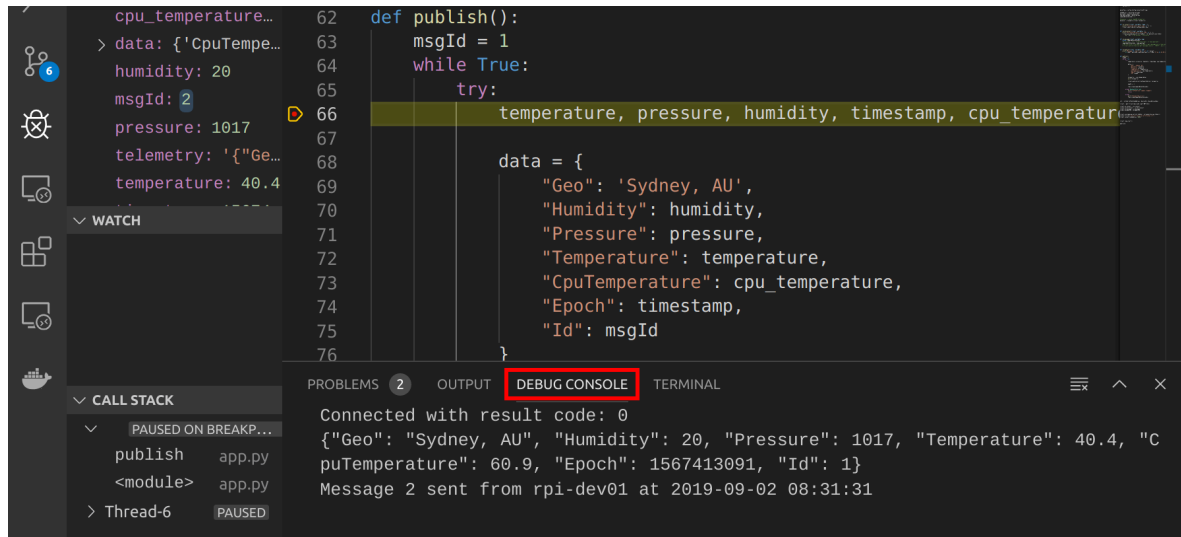 cpu_temperature…
> data: {'CpuTempe…
humidity: 20
msgId: 2
pressure: 1017
telemetry: '{"Ge…
temperature: 40.4
WATCH
CALL STACK
PAUSED ON BREAKP…
publish app.py
<module> app.py
> Thread-6 PAUSED
6
62 def publish():
63 msgId = 1
64 while True:
65 try:
66 temperature, pressure, humidity, timestamp, cpu_temperatur
67
68 data = {
69 "Geo": 'Sydney, AU',
70 "Humidity": humidity,
71 "Pressure": pressure,
72 "Temperature": temperature,
73 "CpuTemperature": cpu_temperature,
74 "Epoch": timestamp,
75 "Id": msgId
76 }
PROBLEMS 2 OUTPUT DEBUG CONSOLE TERMINAL
Connected with result code: 0
{"Geo": "Sydney, AU", "Humidity": 20, "Pressure": 1017, "Temperature": 40.4, "C
puTemperature": 60.9, "Epoch": 1567413091, "Id": 1}
Message 2 sent from rpi-dev01 at 2019-09-02 08:31:31